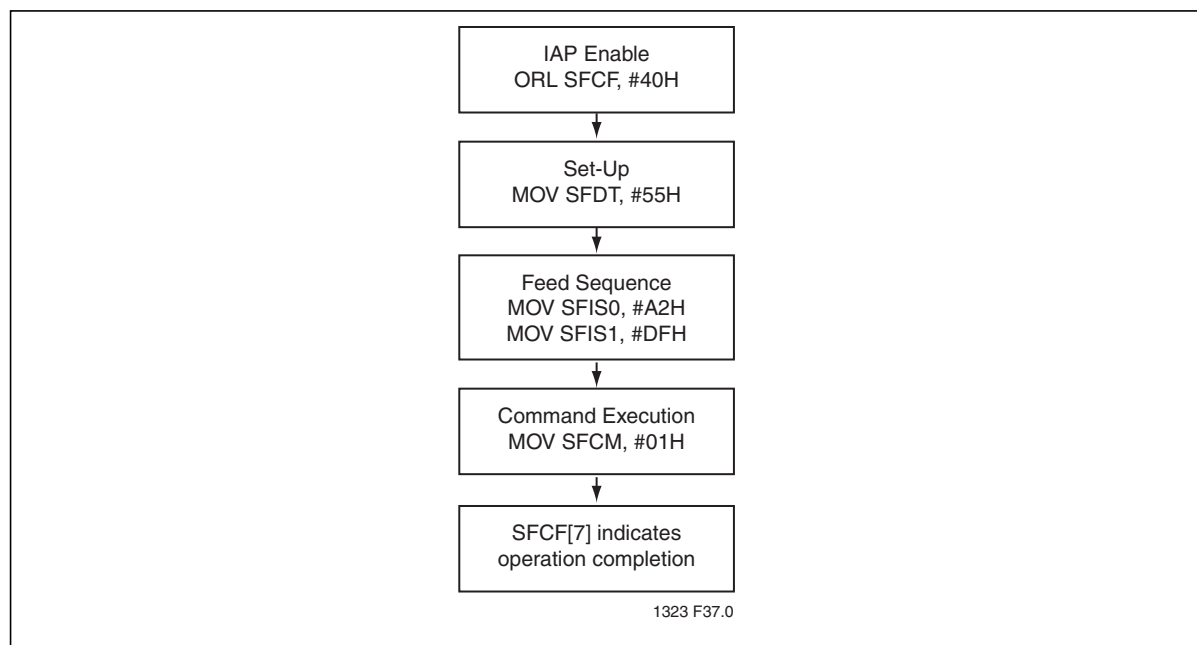 IAP Enable
ORL SFCF, #40H
Set-Up
MOV SFDT, #55H
Feed Sequence
MOV SFIS0, #A2H
MOV SFIS1, #DFH
Command Execution
MOV SFCM, #01H
SFCF[7] indicates
operation completion
1323 F37.0